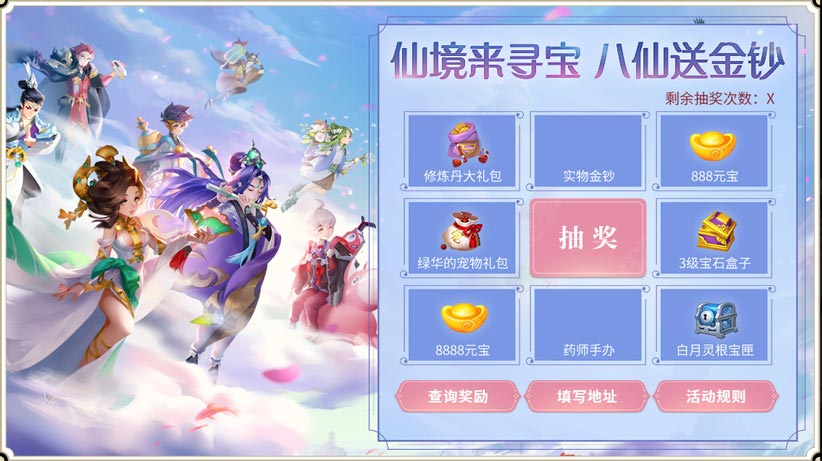 仙境来寻宝 八仙送金钞
剩余抽奖次数：X
修炼丹大礼包
实物金钞
888元宝
绿华的宠物礼包
抽奖
3级宝石盒子
8888元宝
药师手办
白月灵根宝匣
查询奖励
填写地址
活动规则